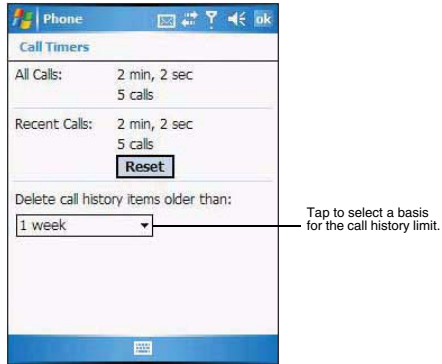 Phone
ok
Call Timers
All Calls: 2 min, 2 sec
5 calls
Recent Calls: 2 min, 2 sec
5 calls
Reset
Delete call history items older than:
1 week
Tap to select a basis
for the call history limit.